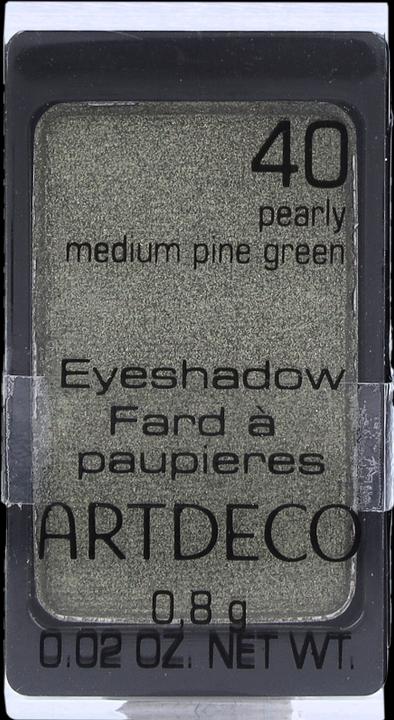 40
pearly
medium pine green
Eyeshadow
Fard à
paupieres
ARTDECO
0,8 g
0.02 OZ. NET WT.